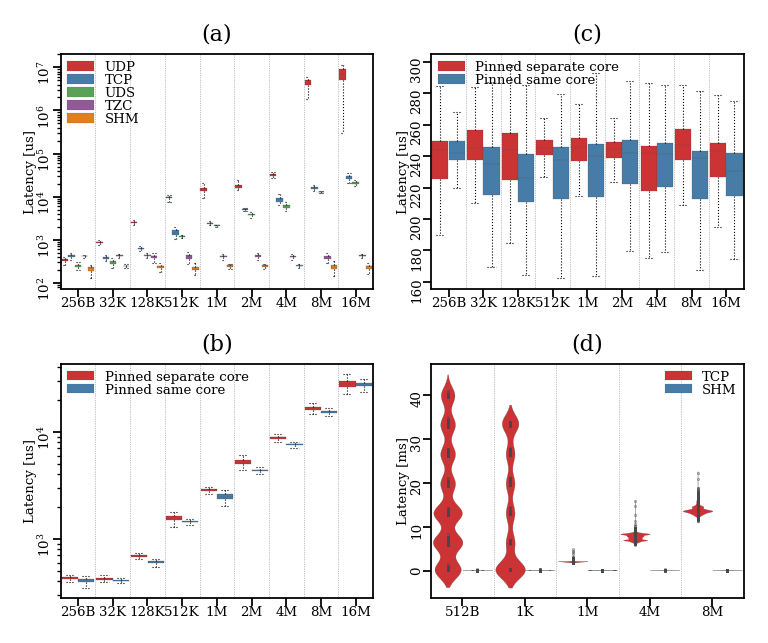 (a)
Latency [us]
10^7
10^6
10^5
10^4
10^3
10^2
UDP
TCP
UDS
TZC
SHM
256B 32K 128K 512K 1M 2M 4M 8M 16M
(c)
Latency [us]
300
280
260
240
220
200
180
160
Pinned separate core
Pinned same core
256B 32K 128K 512K 1M 2M 4M 8M 16M
(b)
Latency [us]
10^4
10^3
Pinned separate core
Pinned same core
256B 32K 128K 512K 1M 2M 4M 8M 16M
(d)
Latency [ms]
40
30
20
10
0
TCP
SHM
512B 1K 1M 4M 8M